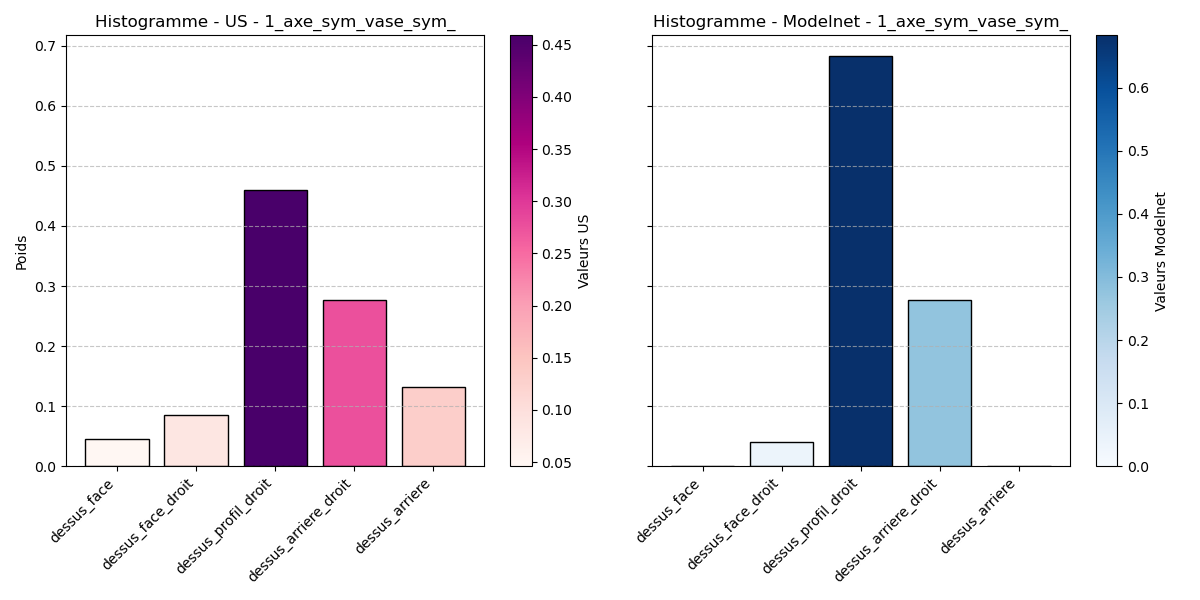 Histogramme - US - 1_axe_sym_vase_sym_
Histogramme - Modelnet - 1_axe_sym_vase_sym_
Poids
0.7
0.6
0.5
0.4
0.3
0.2
0.1
0.0
dessus_face
dessus_face_droit
dessus_profil_droit
dessus_arriere_droit
dessus_arriere
0.45
0.40
0.35
0.30
0.25
0.20
0.15
0.10
0.05
Valeurs US
dessus_face
dessus_face_droit
dessus_profil_droit
dessus_arriere_droit
dessus_arriere
0.6
0.5
0.4
0.3
0.2
0.1
0.0
Valeurs Modelnet